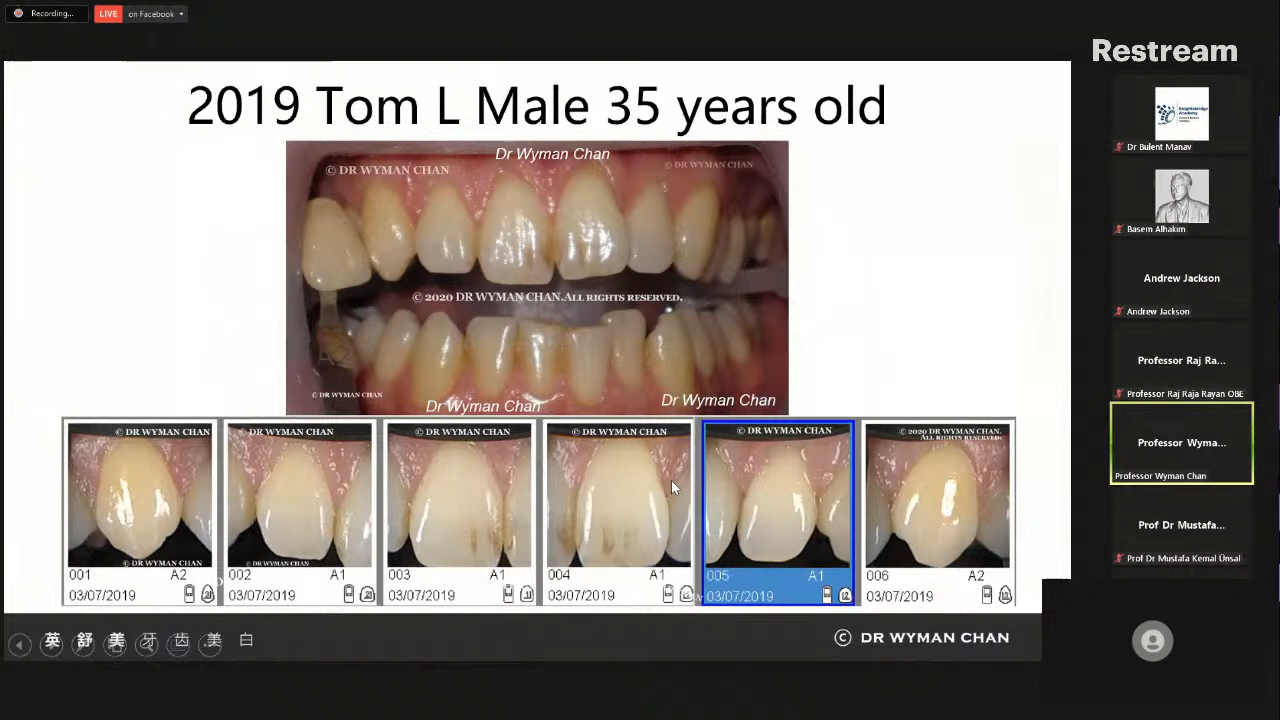 Recording...
LIVE
on Facebook
Restream
2019 Tom L Male 35 years old
Dr Wyman Chan
© DR WYMAN CHAN
© DR WYMAN CHAN
© 2020 DR WYMAN CHAN.ALL RIGHTS RESERVED.
A2
© DR WYMAN CHAN
Dr Wyman Chan
Dr Wyman Chan
© DR WYMAN CHAN
© DR WYMAN CHAN
001 A2
03/07/2019
© DR WYMAN CHAN
© DR WYMAN CHAN
002 A1
03/07/2019
© DR WYMAN CHAN
003 A1
03/07/2019
© DR WYMAN CHAN
004 A1
03/07/2019
© DR WYMAN CHAN
005 A1
03/07/2019
© 2020 DR WYMAN CHAN.
ALL RIGHTS RESERVED.
006 A2
03/07/2019
英 舒 美 牙 齿 美 白
© DR WYMAN CHAN
Knightsbridge
Academy
Dr Bulent Manav
Basem Alhakim
Andrew Jackson
Andrew Jackson
Professor Raj Ra...
Professor Raj Raja Rayan OBE
Professor Wyma...
Professor Wyman Chan
Prof Dr Mustafa...
Prof Dr Mustafa Kemal Ünsal